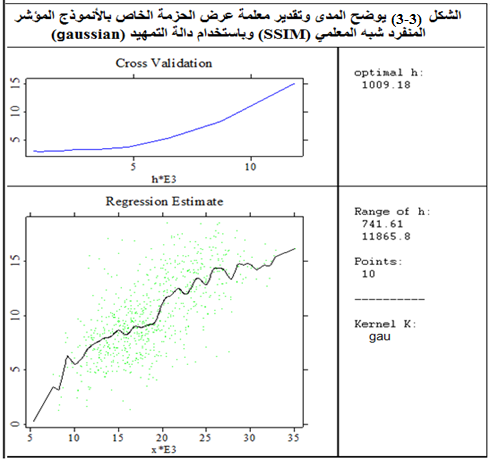 الشكل (3-3) يوضح المدى وتقدير معلمة عرض الحزمة الخاص بالأنموذج المؤشر
المنفرد شبه المعلمي (SSIM) وباستخدام دالة التمهيد (gaussian)
Cross Validation
15
10
5
5 10
h*E3
optimal h:
1009.18
Regression Estimate
15
10
5
0
5 10 15 20 25 30 35
x*E3
Range of h:
741.61
11865.8
Points:
10
----------
Kernel K:
gau